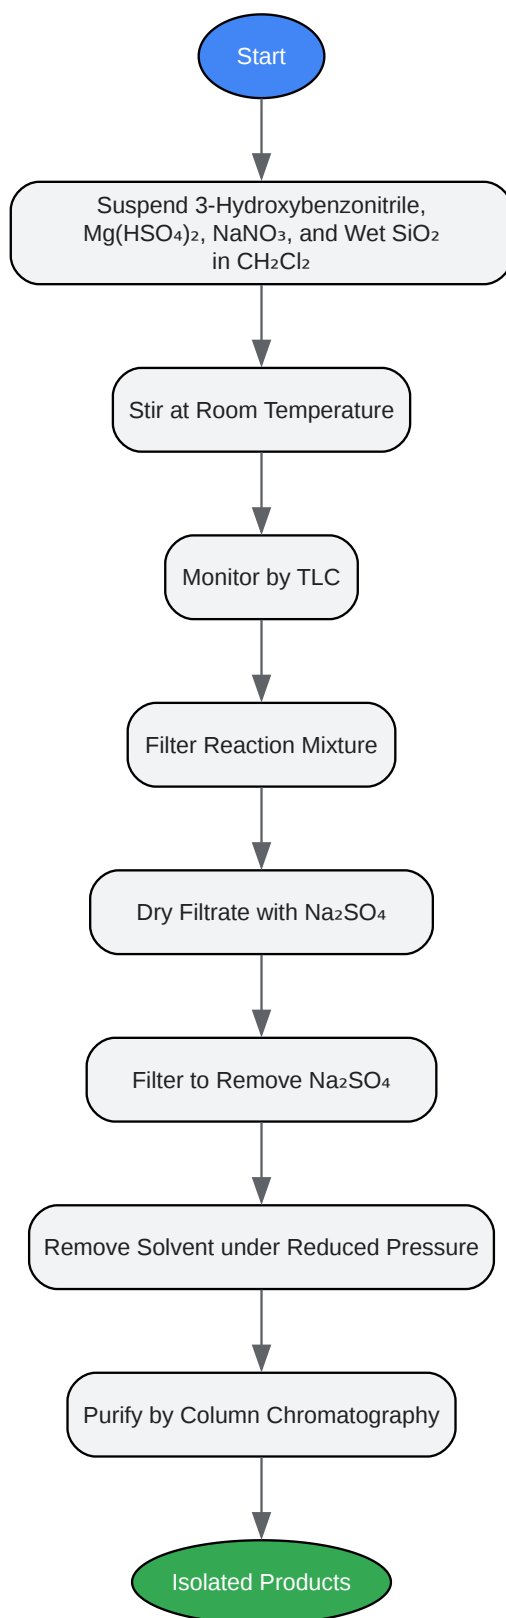 Start
Suspend 3-Hydroxybenzonitrile,
Mg(HSO₄)₂, NaNO₃, and Wet SiO₂
in CH₂Cl₂
Stir at Room Temperature
Monitor by TLC
Filter Reaction Mixture
Dry Filtrate with Na₂SO₄
Filter to Remove Na₂SO₄
Remove Solvent under Reduced Pressure
Purify by Column Chromatography
Isolated Products